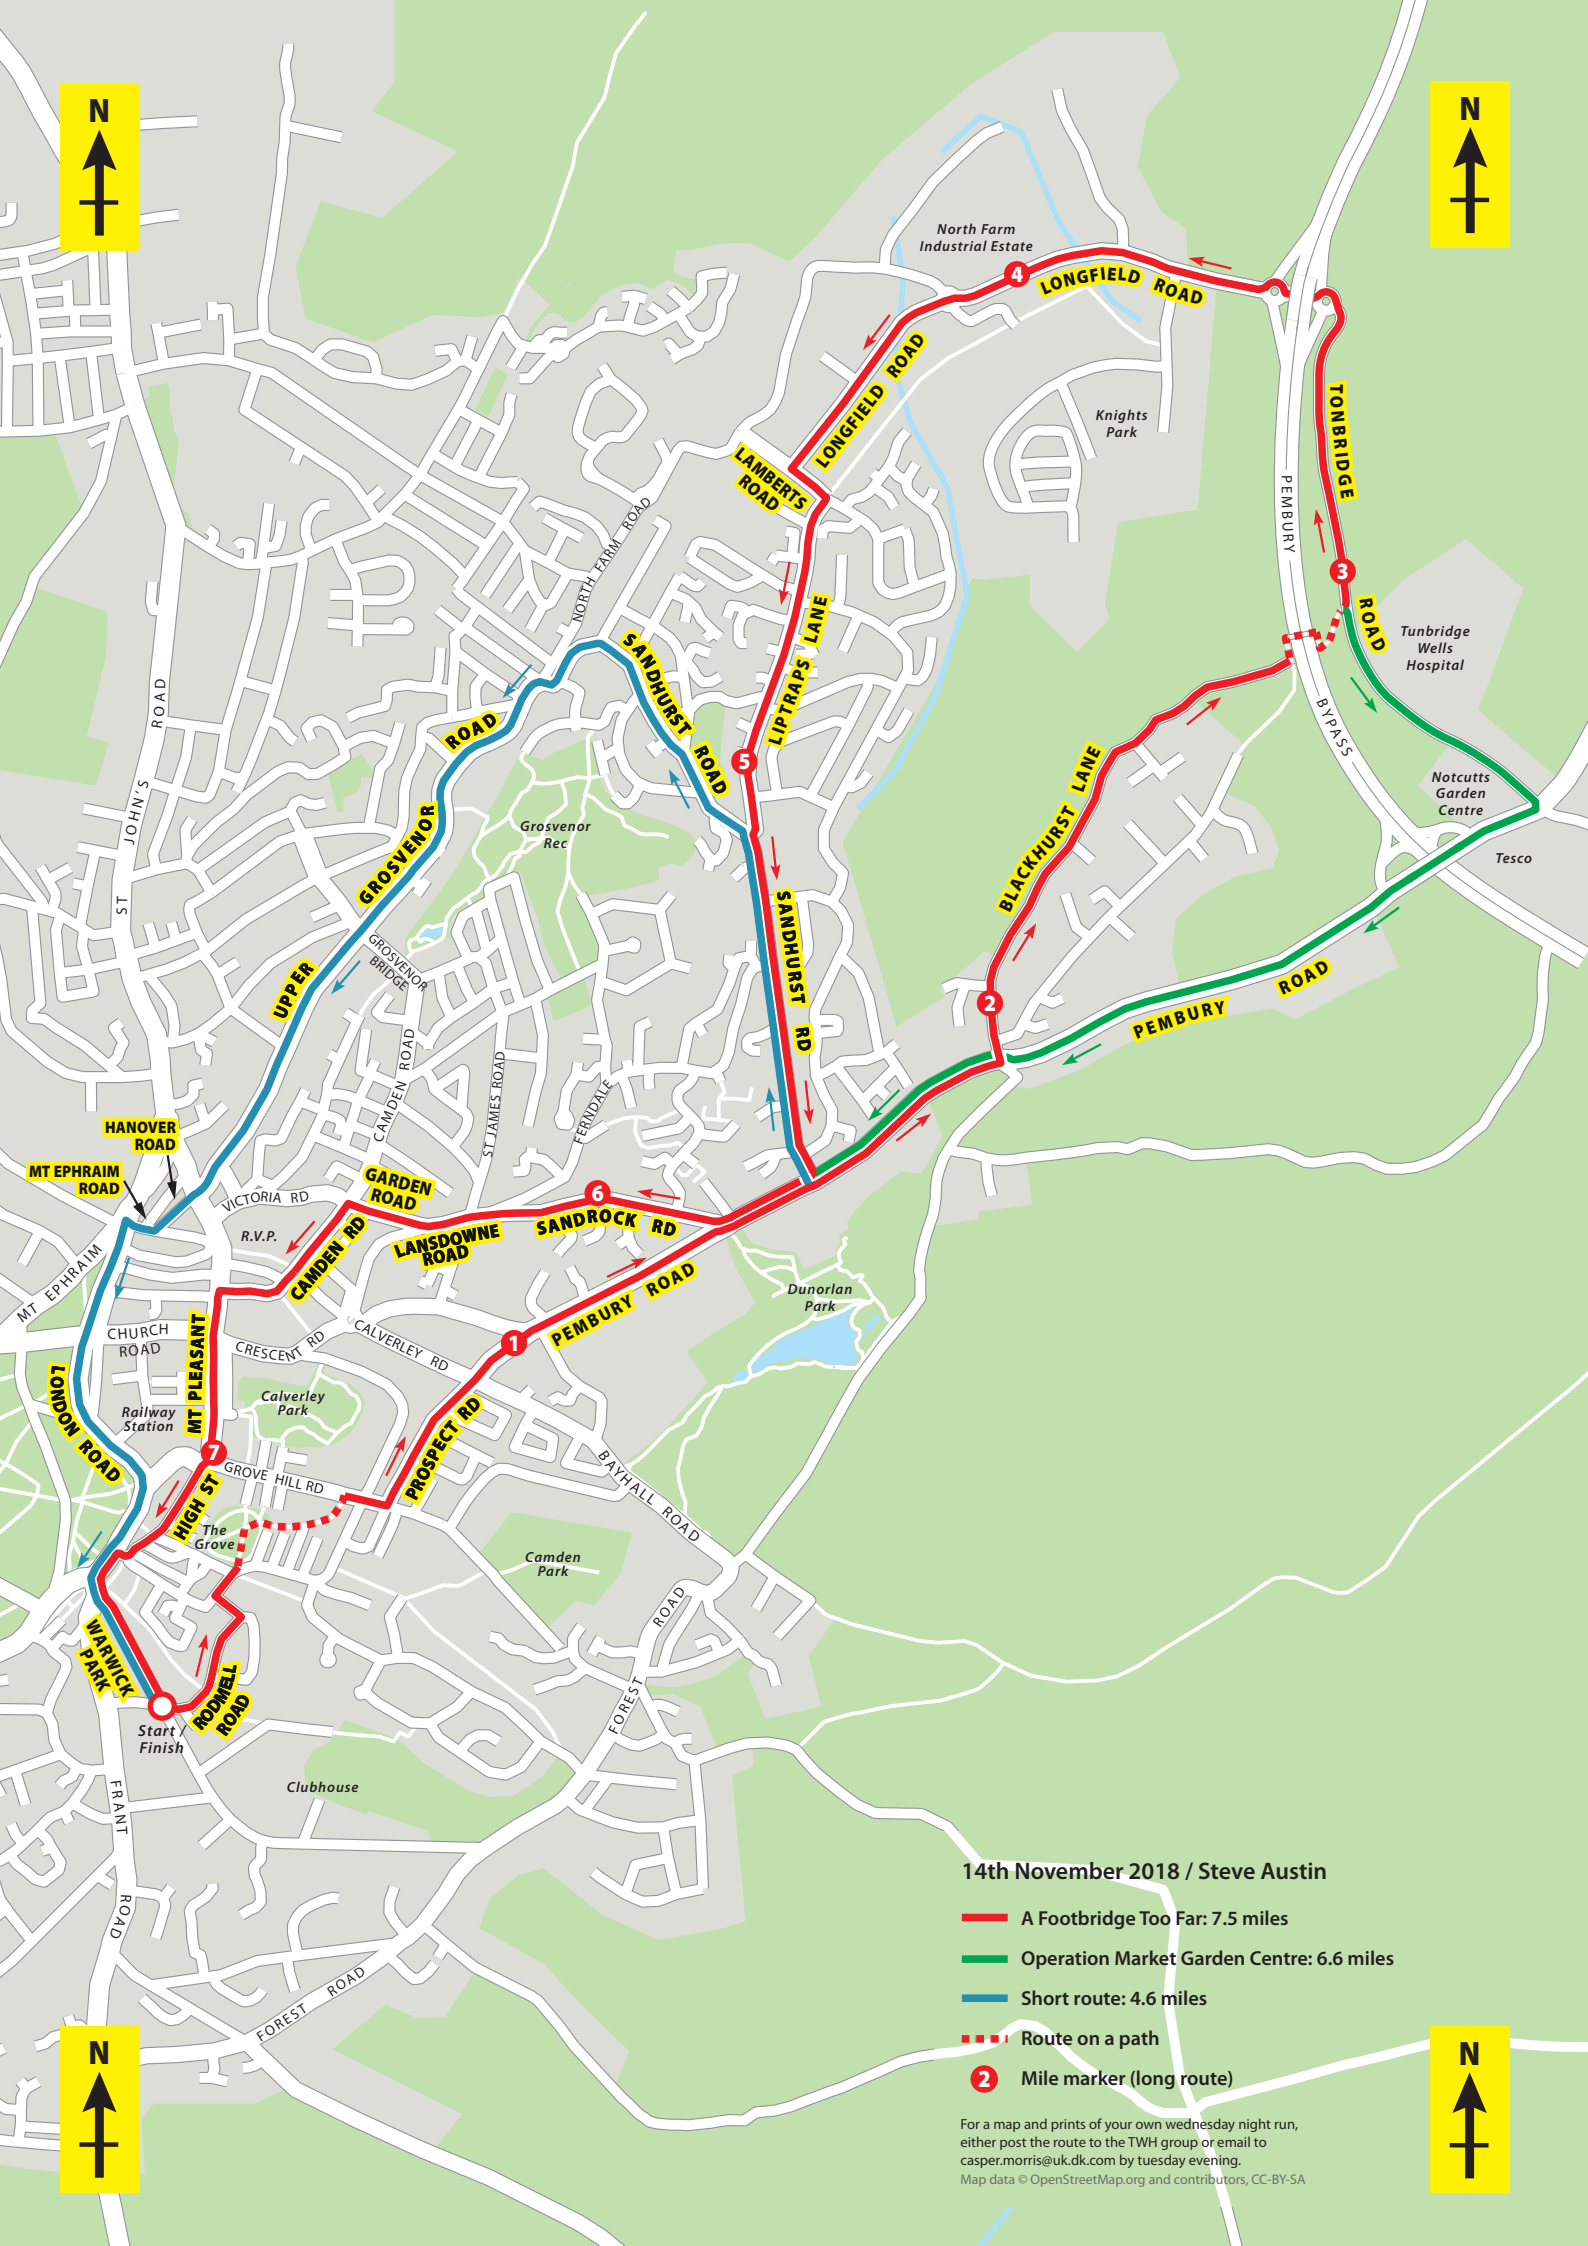 N
N
North Farm
Industrial Estate
4
LONGFIELD ROAD
LONGFIELD ROAD
Knights
Park
TONBRIDGE
ROAD
PEMBURY
BYPASS
LAMBERTS
ROAD
NORTH FARM ROAD
3
Tunbridge
Wells
Hospital
LIPTRAPS LANE
SANDHURST ROAD
ST JOHN'S ROAD
UPPER GROSVENOR ROAD
5
BLACKHURST LANE
Notcutts
Garden
Centre
Tesco
Grosvenor
Rec
GROSVENOR
BRIDGE
SANDHURST RD
2
PEMBURY ROAD
CAMDEN ROAD
ST JAMES ROAD
FERNDALE
HANOVER
ROAD
MT EPHRAIM
ROAD
VICTORIA RD
GARDEN
ROAD
6
SANDROCK RD
LANSDOWNE
ROAD
R.V.P.
CAMDEN RD
MT EPHRAIM
PEMBURY ROAD
Dunorlan
Park
1
CHURCH
ROAD
CRESCENT RD
CALVERLEY RD
MT PLEASANT
LONDON ROAD
Calverley
Park
Railway
Station
PROSPECT RD
7
GROVE HILL RD
BAYHALL ROAD
HIGH ST
The
Grove
Camden
Park
WARWICK
PARK
RODMELL
ROAD
FOREST ROAD
Start /
Finish
Clubhouse
FRANT ROAD
FOREST ROAD
14th November 2018 / Steve Austin
A Footbridge Too Far: 7.5 miles
Operation Market Garden Centre: 6.6 miles
Short route: 4.6 miles
Route on a path
2 Mile marker (long route)
For a map and prints of your own wednesday night run,
either post the route to the TWH group or email to
casper.morris@uk.dk.com by tuesday evening.
Map data © OpenStreetMap.org and contributors, CC-BY-SA
N
N